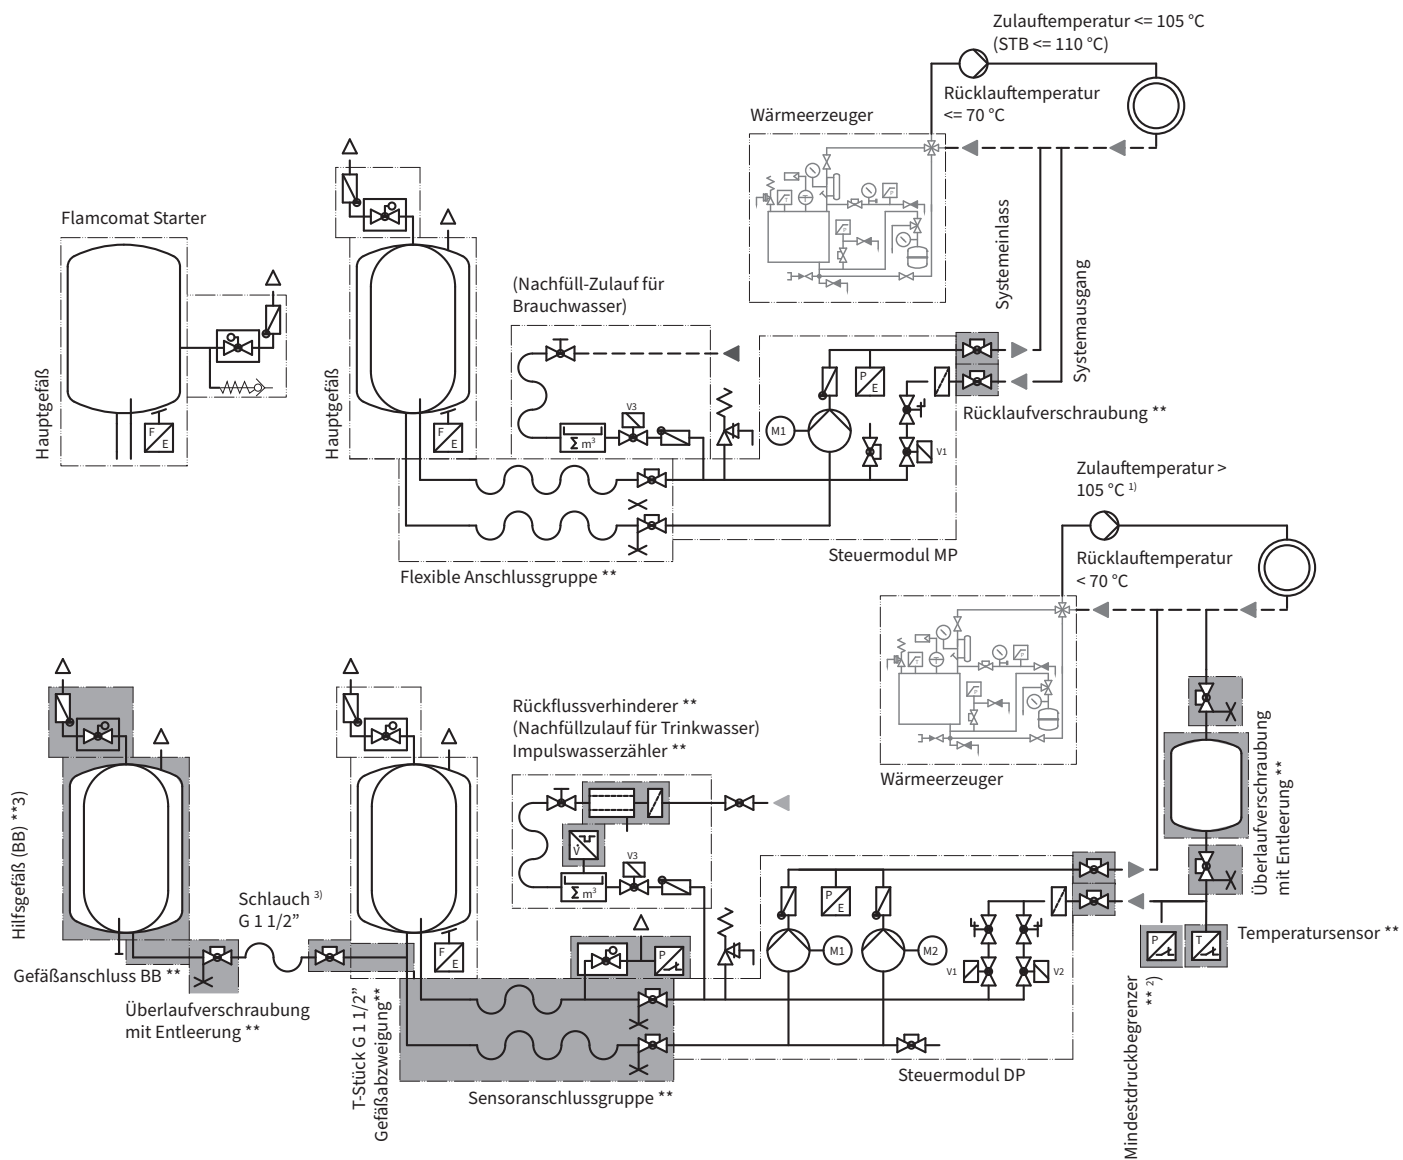 Zulauftemperatur <= 105 °C
(STB <= 110 °C)
Rücklauftemperatur
<= 70 °C
Wärmeerzeuger
Systemeinlass
Systemausgang
Flamcomat Starter
Hauptgefäß
F
E
Hauptgefäß
F
E
(Nachfüll-Zulauf für
Brauchwasser)
V3
Σ m³
M1
P
E
V1
Rücklaufverschraubung **
Steuermodul MP
Flexible Anschlussgruppe **
Zulauftemperatur >
105 °C ¹⁾
Rücklauftemperatur
< 70 °C
Wärmeerzeuger
Überlaufverschraubung
mit Entleerung **
Hilfsgefäß (BB) **3)
Schlauch ³⁾
G 1 1/2”
Gefäßanschluss BB **
Überlaufverschraubung
mit Entleerung **
T-Stück G 1 1/2”
Gefäßabzweigung**
F
E
Rückflussverhinderer **
(Nachfüllzulauf für Trinkwasser)
Impulswasserzähler **
V̇
V3
Σ m³
P
P
E
M1
M2
V1
V2
P
T
Temperatursensor **
Mindestdruckbegrenzer
** ²⁾
Steuermodul DP
Sensoranschlussgruppe **